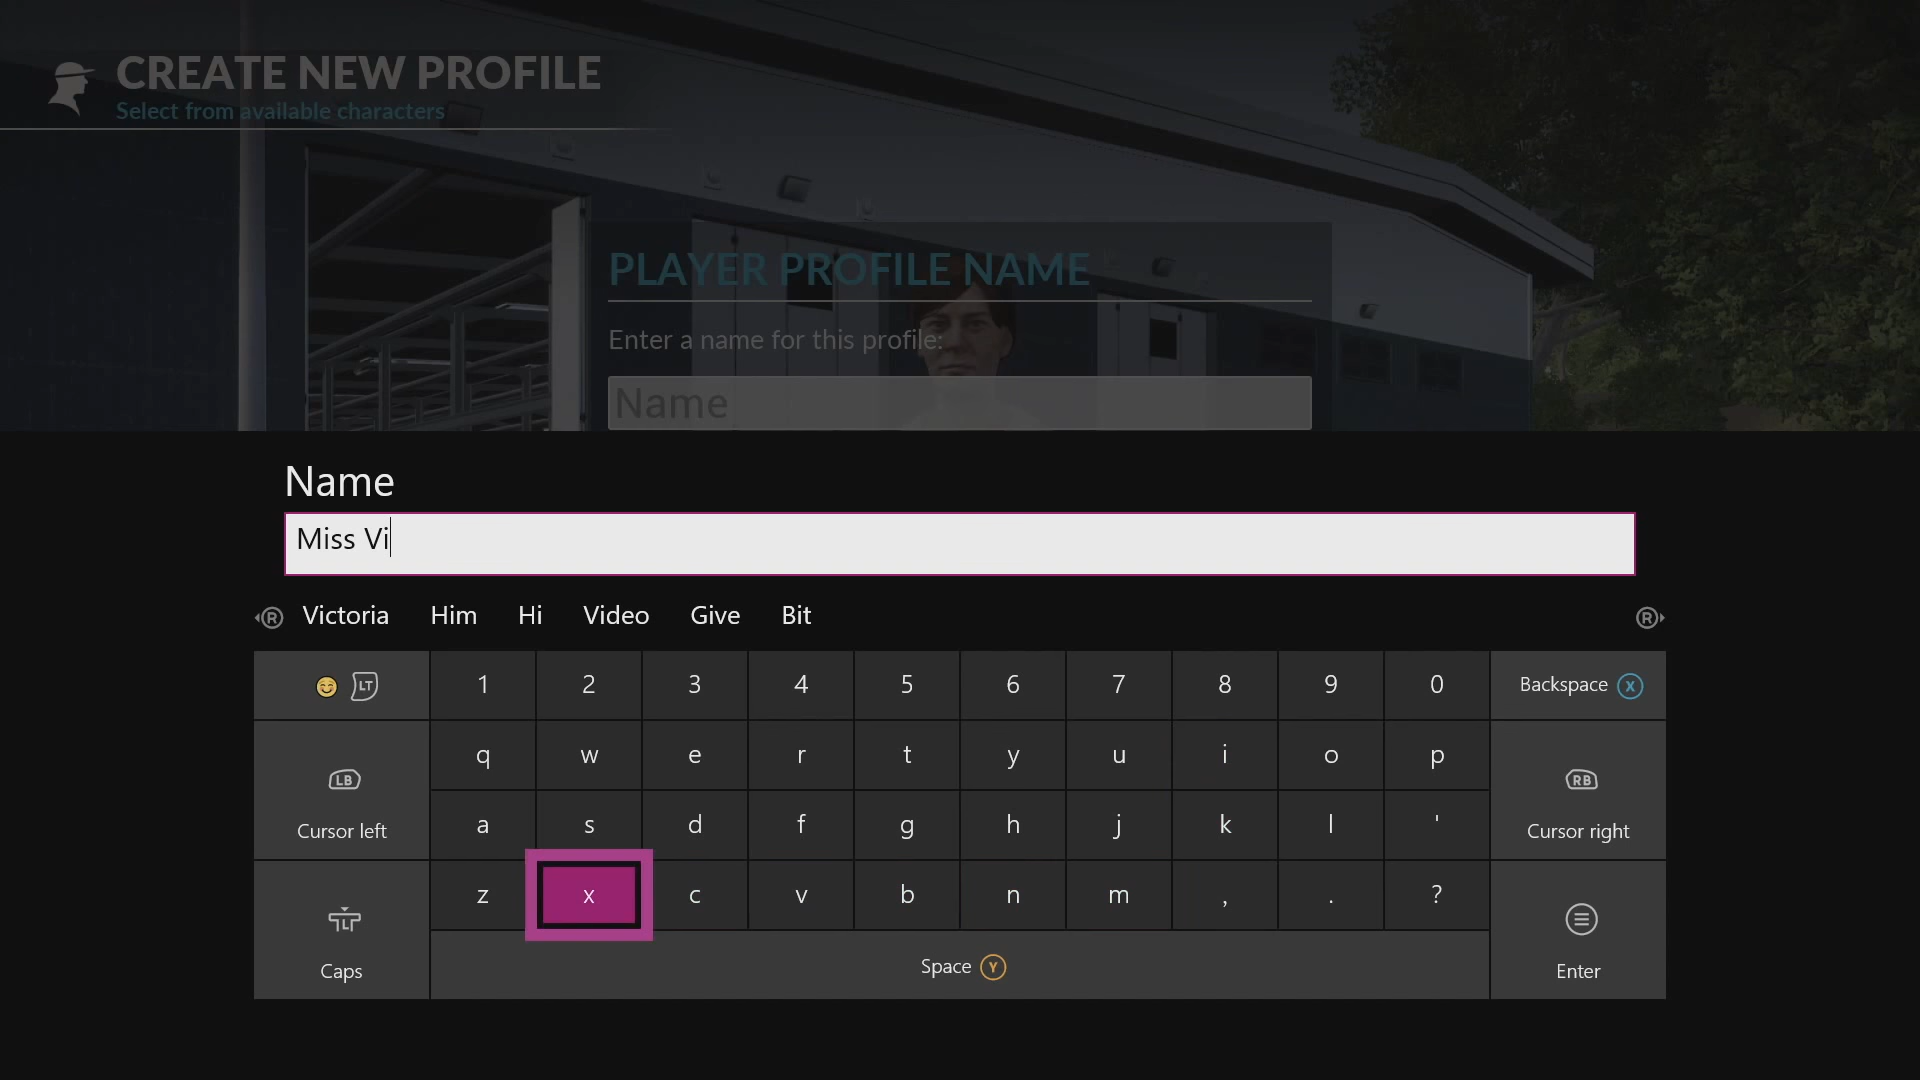 CREATE NEW PROFILE
Select from available characters
PLAYER PROFILE NAME
Enter a name for this profile:
Name
Name
Miss Vi
R Victoria Him Hi Video Give Bit R
LT 1 2 3 4 5 6 7 8 9 0 Backspace X
q w e r t y u i o p
LB RB
Cursor left a s d f g h j k l ' Cursor right
z x c v b n m , . ?
Caps Space Y Enter